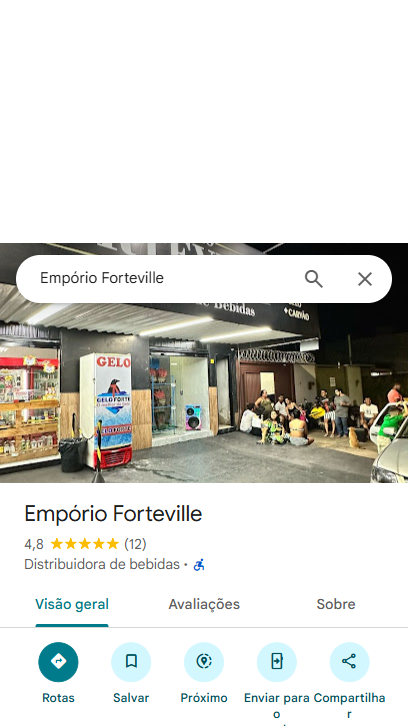 Empório Forteville
de Bebidas
CARVÃO
GELO
GELO FORTE
Empório Forteville
4,8 (12)
Distribuidora de bebidas ·
Visão geral
Avaliações
Sobre
Rotas
Salvar
Próximo
Enviar para o
Compartilhar